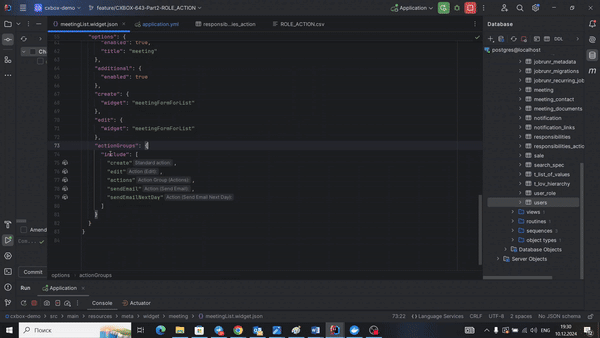 cxbox-demo
feature/CXBOX-643-Part2-ROLE_ACTION
Application
meetingList.widget.json
application.yml
responsib...ies_action
ROLE_ACTION.csv
Database
"options": {
"enabled": true,
"title": "meeting"
},
"additional": {
"enabled": true
},
"create": {
"widget": "meetingFormForList"
},
"edit": {
"widget": "meetingFormForList"
},
73 "actionGroups": {
"include": [
"create" Standard action ,
"edit" Action (Edit) ,
"actions" Action Group (Actions) ,
"sendEmail" Action (Send Email) ,
"sendEmailNextDay" Action (Send Email Next Day)
]
}
}
}
options > actionGroups
DDL
postgres@localhost
jobrunr_metadata
jobrunr_migrations
jobrunr_recurring_job
meeting
meeting_contact
meeting_documents
notification
notification_links
responsibilities
responsibilities_action
sale
search_spec
t_list_of_values
t_lov_hierarchy
user_role
users
views
routines
sequences
object types 1
Database Objects
Server Objects
Amend
Commit
Run
Application
Console
Actuator
cxbox-demo > src > main > resources > meta > widget > meeting > meetingList.widget.json
73:22
Language Services
CRLF
UTF-8
2 spaces
No JSON schema
Поиск
19:30
10.12.2024